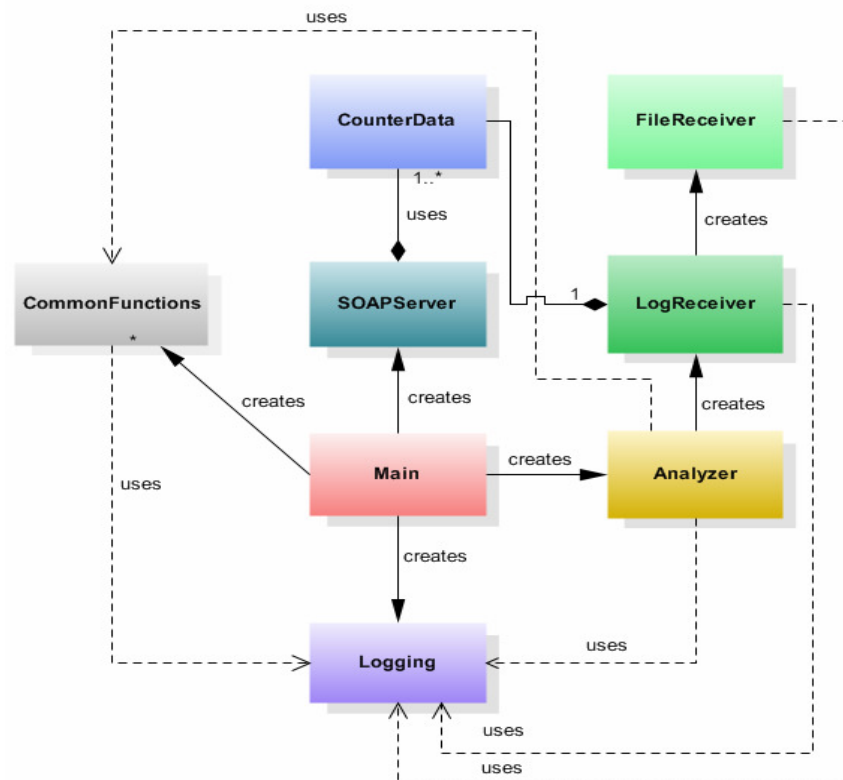 uses
CounterData
FileReceiver
1..*
uses
creates
CommonFunctions
*
SOAPServer
1
LogReceiver
creates
creates
creates
uses
Main
creates
Analyzer
creates
uses
Logging
uses
uses